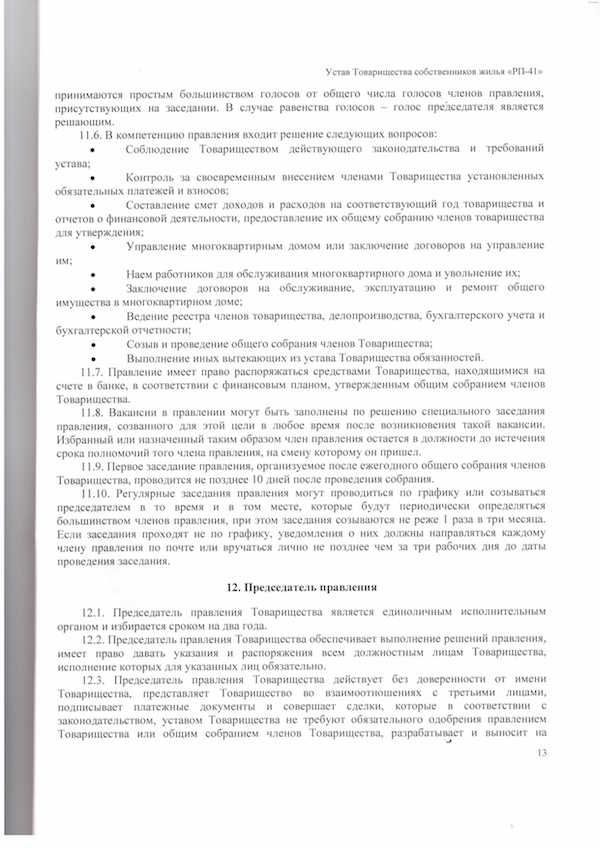 Устав Товарищества собственников жилья «РП-41»
принимаются простым большинством голосов от общего числа голосов членов правления,
присутствующих на заседании. В случае равенства голосов – голос председателя является
решающим.
11.6. В компетенцию правления входит решение следующих вопросов:
• Соблюдение Товариществом действующего законодательства и требований
устава;
• Контроль за своевременным внесением членами Товарищества установленных
обязательных платежей и взносов;
• Составление смет доходов и расходов на соответствующий год товарищества и
отчетов о финансовой деятельности, предоставление их общему собранию членов товарищества
для утверждения;
• Управление многоквартирным домом или заключение договоров на управление
им;
• Наем работников для обслуживания многоквартирного дома и увольнение их;
• Заключение договоров на обслуживание, эксплуатацию и ремонт общего
имущества в многоквартирном доме;
• Ведение реестра членов товарищества, делопроизводства, бухгалтерского учета и
бухгалтерской отчетности;
• Созыв и проведение общего собрания членов Товарищества;
• Выполнение иных вытекающих из устава Товарищества обязанностей.
11.7. Правление имеет право распоряжаться средствами Товарищества, находящимися на
счете в банке, в соответствии с финансовым планом, утвержденным общим собранием членов
Товарищества.
11.8. Вакансии в правлении могут быть заполнены по решению специального заседания
правления, созванного для этой цели в любое время после возникновения такой вакансии.
Избранный или назначенный таким образом член правления остается в должности до истечения
срока полномочий того члена правления, на смену которому он пришел.
11.9. Первое заседание правления, организуемое после ежегодного общего собрания членов
Товарищества, проводится не позднее 10 дней после проведения собрания.
11.10. Регулярные заседания правления могут проводиться по графику или созываться
председателем в то время и в том месте, которые будут периодически определяться
большинством членов правления, при этом заседания созываются не реже 1 раза в три месяца.
Если заседания проходят не по графику, уведомления о них должны направляться каждому
члену правления по почте или вручаться лично не позднее чем за три рабочих дня до даты
проведения заседания.
12. Председатель правления
12.1. Председатель правления Товарищества является единоличным исполнительным
органом и избирается сроком на два года.
12.2. Председатель правления Товарищества обеспечивает выполнение решений правления,
имеет право давать указания и распоряжения всем должностным лицам Товарищества,
исполнение которых для указанных лиц обязательно.
12.3. Председатель правления Товарищества действует без доверенности от имени
Товарищества, представляет Товарищество во взаимоотношениях с третьими лицами,
подписывает платежные документы и совершает сделки, которые в соответствии с
законодательством, уставом Товарищества не требуют обязательного одобрения правлением
Товарищества или общим собранием членов Товарищества, разрабатывает и выносит на
13